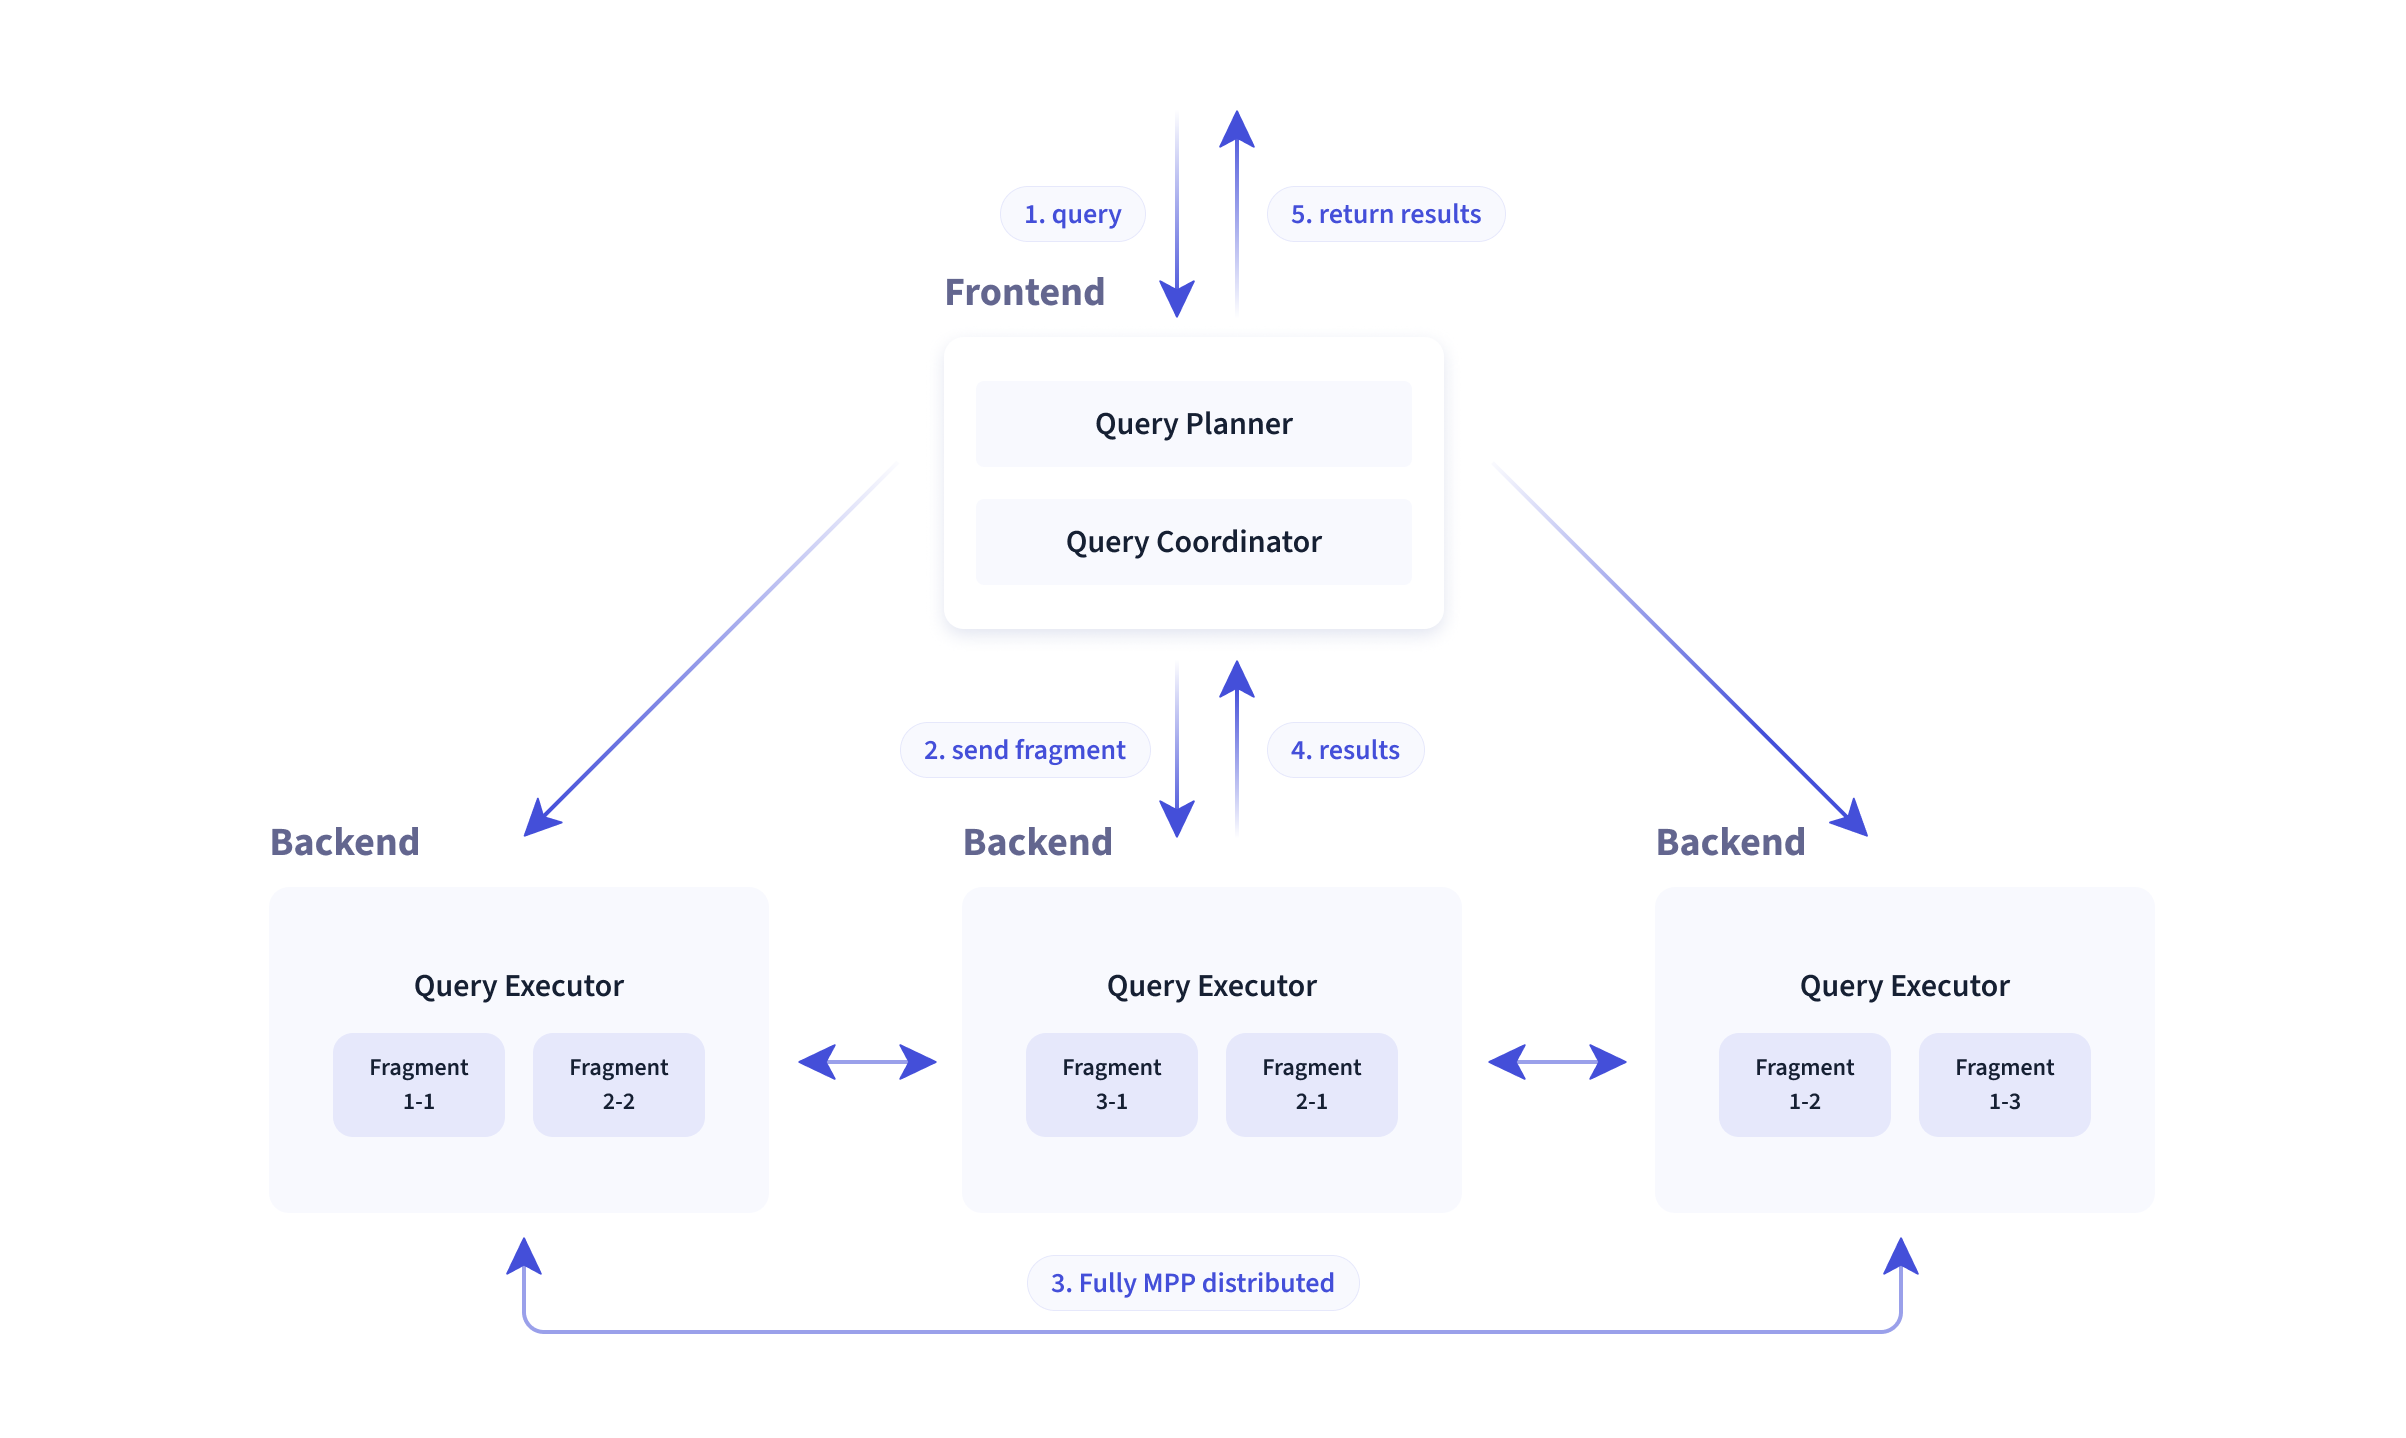 1. query
5. return results
Frontend
Query Planner
Query Coordinator
2. send fragment
4. results
Backend
Backend
Backend
Query Executor
Fragment
1-1
Fragment
2-2
Query Executor
Fragment
3-1
Fragment
2-1
Query Executor
Fragment
1-2
Fragment
1-3
3. Fully MPP distributed